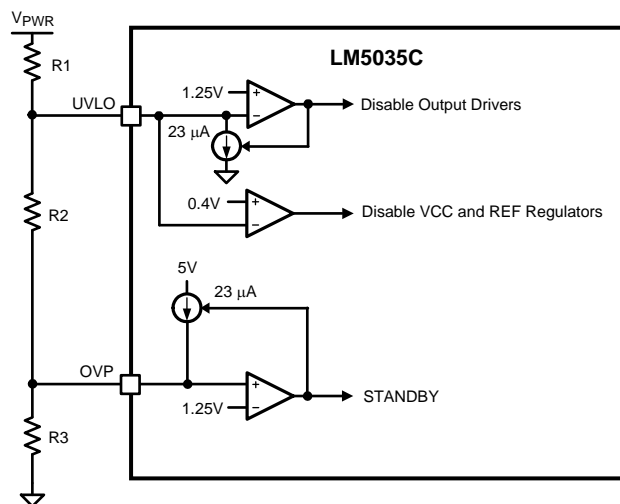 VPWR
R1
LM5035C
1.25V
+
UVLO
−
Disable Output Drivers
23 μA
R2
0.4V
+
−
Disable VCC and REF Regulators
5V
23 μA
OVP
+
1.25V
−
STANDBY
R3